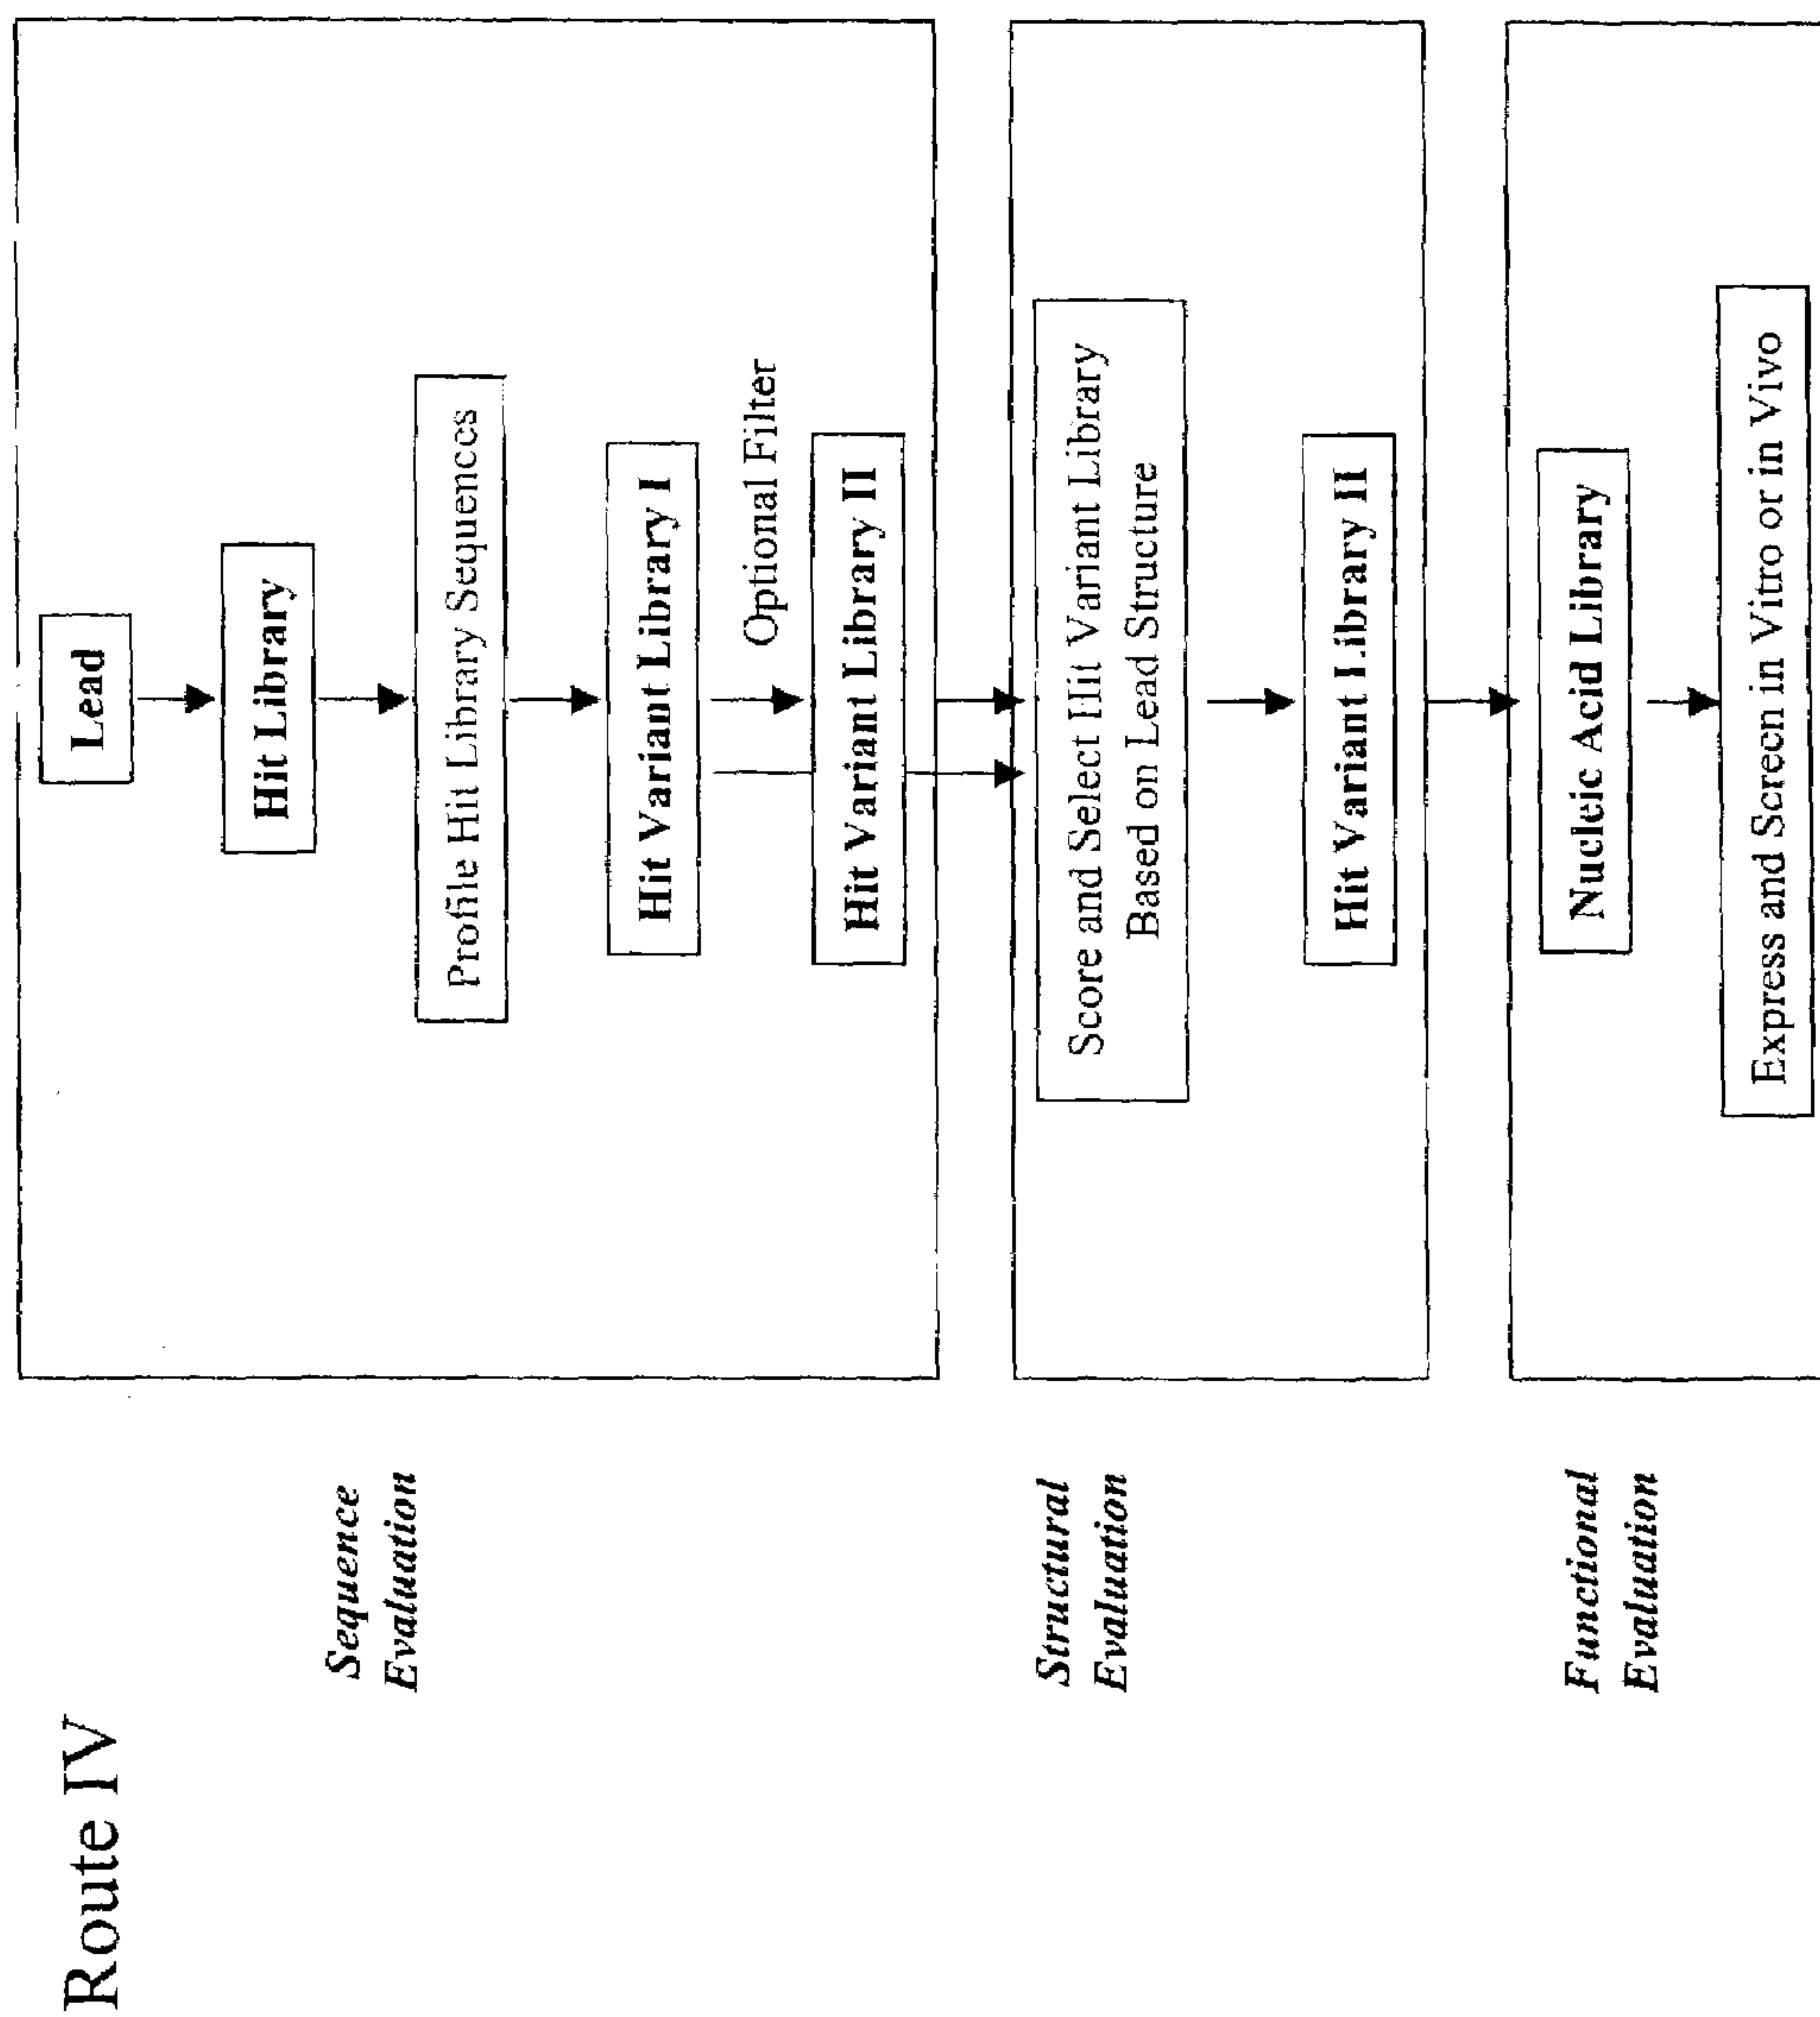 Route IV
Sequence
Evaluation
Lead
Hit Library
Profile Hit Library Sequences
Hit Variant Library I
Optional Filter
Hit Variant Library II
Structural
Evaluation
Score and Select Hit Variant Library
Based on Lead Structure
Hit Variant Library II
Functional
Evaluation
Nucleic Acid Library
Express and Screen in Vitro or in Vivo